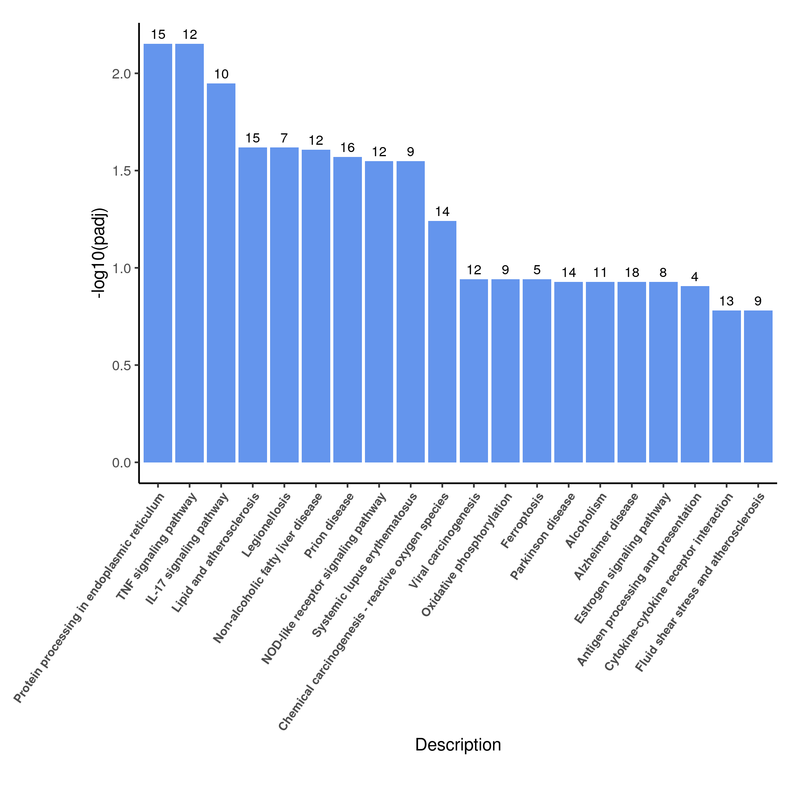 15 12 10 15 7 12 16 12 9 14 12 9 5 14 11 18 8 4 13 9
2.0
1.5
1.0
0.5
0.0
-log10(padj)
Protein processing in endoplasmic reticulum
TNF signaling pathway
IL-17 signaling pathway
Lipid and atherosclerosis
Legionellosis
Non-alcoholic fatty liver disease
Prion disease
NOD-like receptor signaling pathway
Systemic lupus erythematosus
Chemical carcinogenesis - reactive oxygen species
Viral carcinogenesis
Oxidative phosphorylation
Ferroptosis
Parkinson disease
Alcoholism
Alzheimer disease
Estrogen signaling pathway
Antigen processing and presentation
Cytokine-cytokine receptor interaction
Fluid shear stress and atherosclerosis
Description